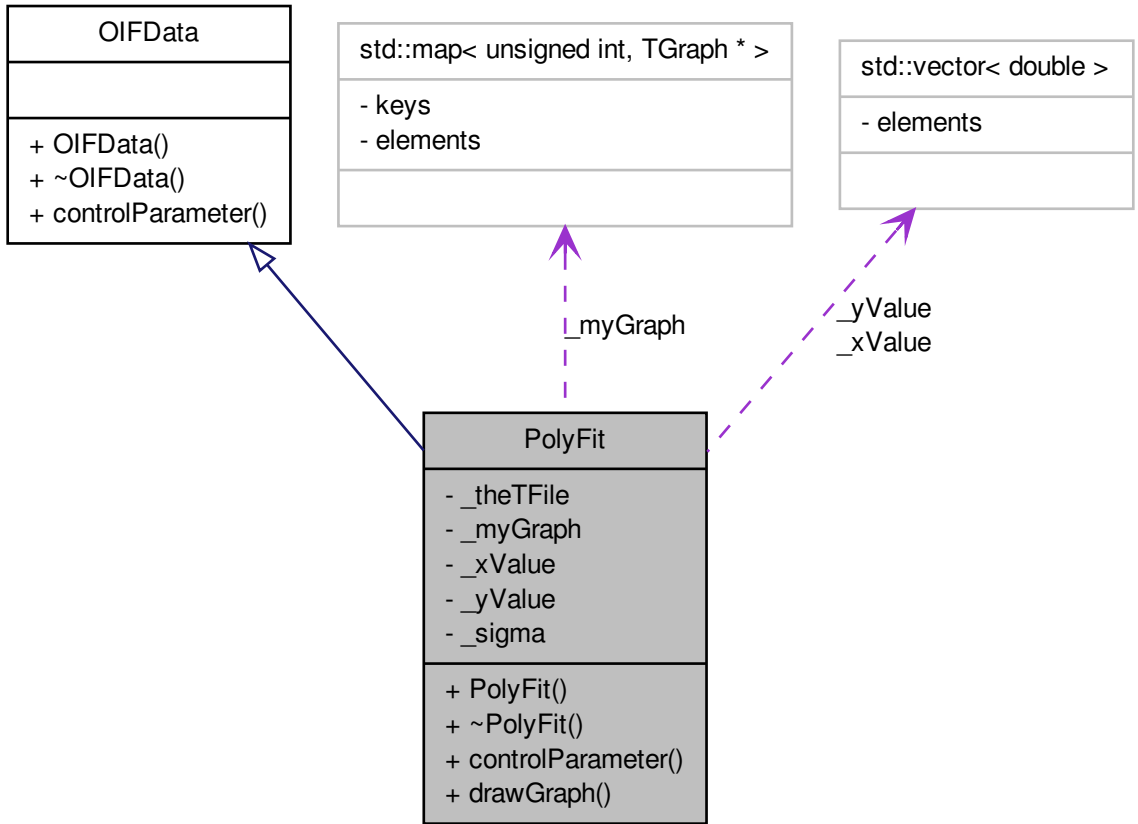 OIFData
+ OIFData()
+ ~OIFData()
+ controlParameter()
std::map< unsigned int, TGraph * >
- keys
- elements
std::vector< double >
- elements
_myGraph
_yValue
_xValue
PolyFit
- _theTFile
- _myGraph
- _xValue
- _yValue
- _sigma
+ PolyFit()
+ ~PolyFit()
+ controlParameter()
+ drawGraph()